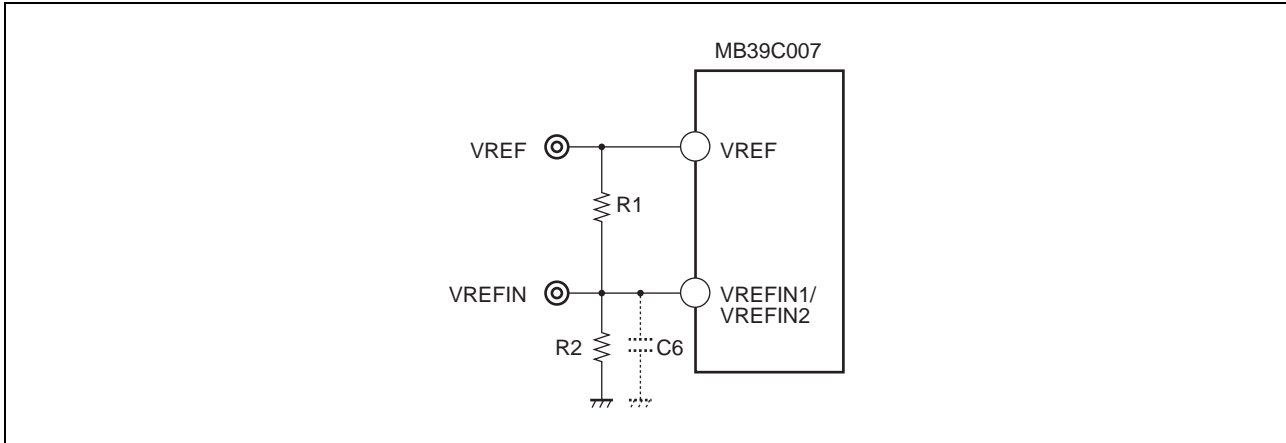 MB39C007
VREF
VREF
R1
VREFIN
VREFIN1/
VREFIN2
R2
C6